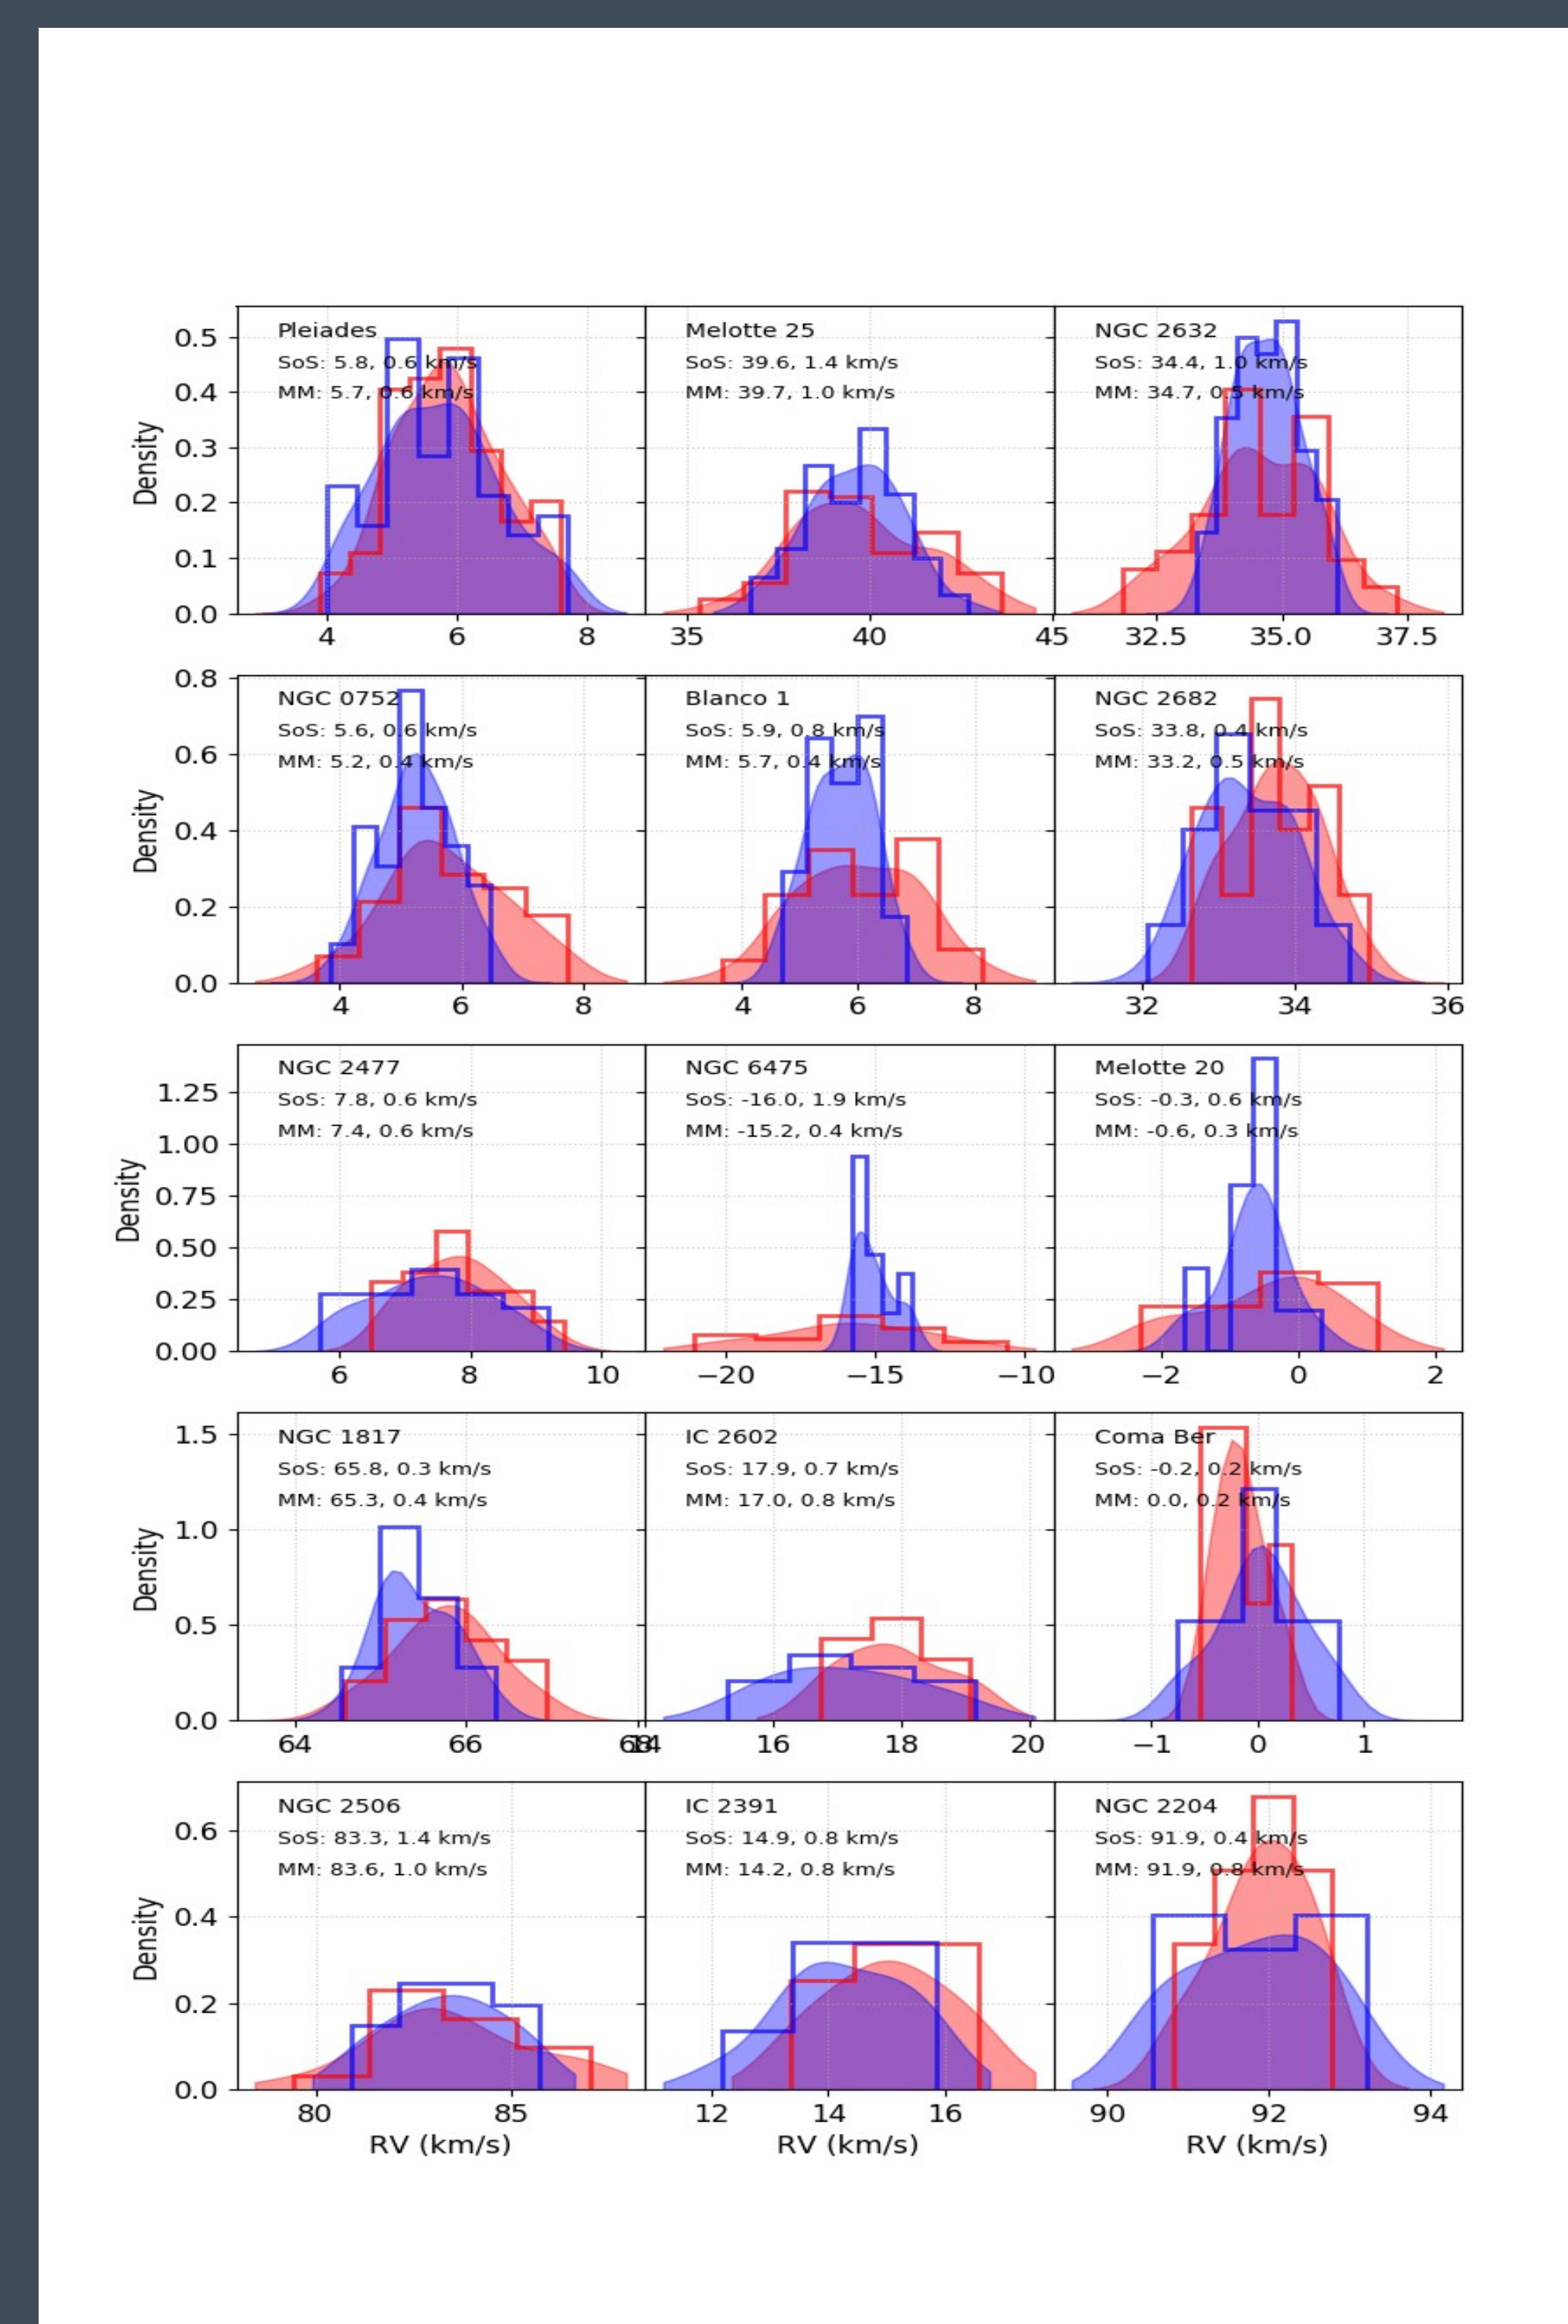 Pleiades
SoS: 5.8, 0.6 km/s
MM: 5.7, 0.6 km/s
Melotte 25
SoS: 39.6, 1.4 km/s
MM: 39.7, 1.0 km/s
NGC 2632
SoS: 34.4, 1.0 km/s
MM: 34.7, 0.5 km/s
Density
0.5
0.4
0.3
0.2
0.1
0.0
4 6 8 35 40 45 32.5 35.0 37.5
NGC 0752
SoS: 5.6, 0.6 km/s
MM: 5.2, 0.4 km/s
Blanco 1
SoS: 5.9, 0.8 km/s
MM: 5.7, 0.4 km/s
NGC 2682
SoS: 33.8, 0.4 km/s
MM: 33.2, 0.5 km/s
Density
0.8
0.6
0.4
0.2
0.0
4 6 8 4 6 8 32 34 36
NGC 2477
SoS: 7.8, 0.6 km/s
MM: 7.4, 0.6 km/s
NGC 6475
SoS: -16.0, 1.9 km/s
MM: -15.2, 0.4 km/s
Melotte 20
SoS: -0.3, 0.6 km/s
MM: -0.6, 0.3 km/s
Density
1.25
1.00
0.75
0.50
0.25
0.00
6 8 10 −20 −15 −10 −2 0 2
NGC 1817
SoS: 65.8, 0.3 km/s
MM: 65.3, 0.4 km/s
IC 2602
SoS: 17.9, 0.7 km/s
MM: 17.0, 0.8 km/s
Coma Ber
SoS: -0.2, 0.2 km/s
MM: 0.0, 0.2 km/s
Density
1.5
1.0
0.5
0.0
64 66 68 14 16 18 20 −1 0 1
NGC 2506
SoS: 83.3, 1.4 km/s
MM: 83.6, 1.0 km/s
IC 2391
SoS: 14.9, 0.8 km/s
MM: 14.2, 0.8 km/s
NGC 2204
SoS: 91.9, 0.4 km/s
MM: 91.9, 0.8 km/s
Density
0.6
0.4
0.2
0.0
80 85 12 14 16 90 92 94
RV (km/s) RV (km/s) RV (km/s)